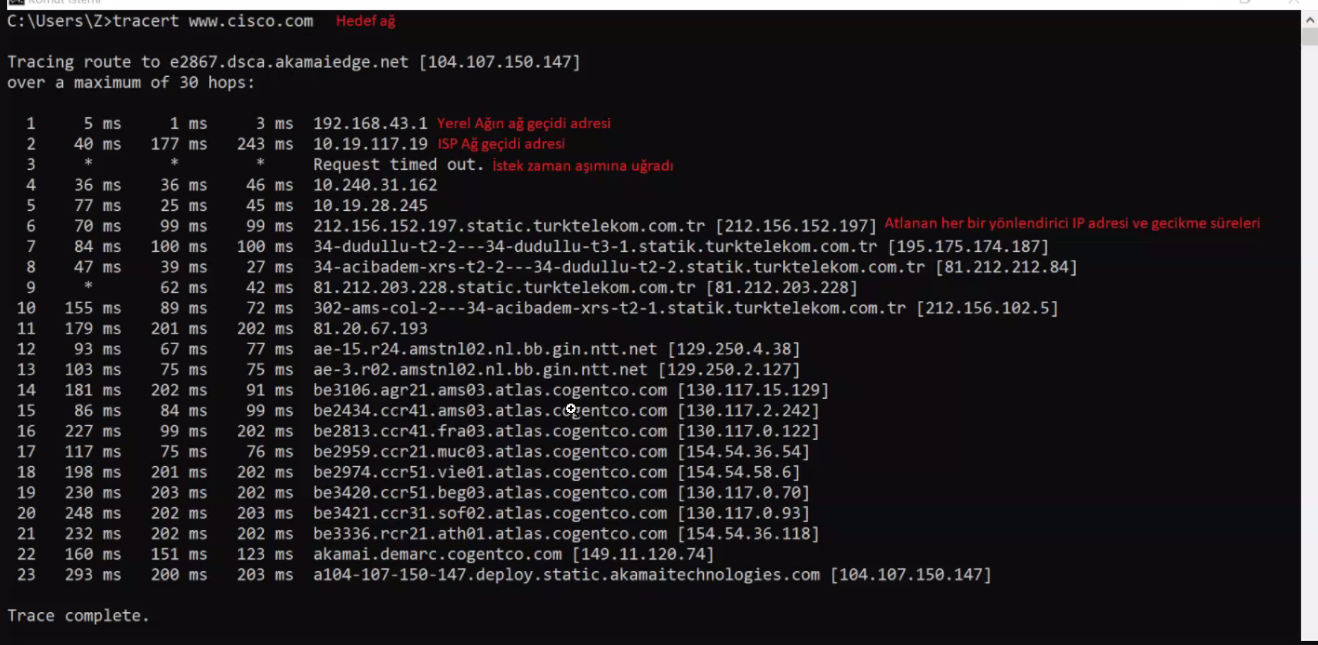 Komut İstemi
C:\Users\Z>tracert www.cisco.com Hedef ağ
Tracing route to e2867.dsca.akamaiedge.net [104.107.150.147]
over a maximum of 30 hops:
1 5 ms 1 ms 3 ms 192.168.43.1 Yerel Ağın ağ geçidi adresi
2 40 ms 177 ms 243 ms 10.19.117.19 ISP Ağ geçidi adresi
3 * * * Request timed out. İstek zaman aşımına uğradı
4 36 ms 36 ms 46 ms 10.240.31.162
5 77 ms 25 ms 45 ms 10.19.28.245
6 70 ms 99 ms 99 ms 212.156.152.197.static.turktelekom.com.tr [212.156.152.197] Atlanan her bir yönlendirici IP adresi ve gecikme süreleri
7 84 ms 100 ms 100 ms 34-dudullu-t2-2---34-dudullu-t3-1.statik.turktelekom.com.tr [195.175.174.187]
8 47 ms 39 ms 27 ms 34-acibadem-xrs-t2-2---34-dudullu-t2-2.statik.turktelekom.com.tr [81.212.212.84]
9 * 62 ms 42 ms 81.212.203.228.static.turktelekom.com.tr [81.212.203.228]
10 155 ms 89 ms 72 ms 302-ams-col-2---34-acibadem-xrs-t2-1.statik.turktelekom.com.tr [212.156.102.5]
11 179 ms 201 ms 202 ms 81.20.67.193
12 93 ms 67 ms 77 ms ae-15.r24.amstnl02.nl.bb.gin.ntt.net [129.250.4.38]
13 103 ms 75 ms 75 ms ae-3.r02.amstnl02.nl.bb.gin.ntt.net [129.250.2.127]
14 181 ms 202 ms 91 ms be3106.agr21.ams03.atlas.cogentco.com [130.117.15.129]
15 86 ms 84 ms 99 ms be2434.ccr41.ams03.atlas.cogentco.com [130.117.2.242]
16 227 ms 99 ms 202 ms be2813.ccr41.fra03.atlas.cogentco.com [130.117.0.122]
17 117 ms 75 ms 76 ms be2959.ccr21.muc03.atlas.cogentco.com [154.54.36.54]
18 198 ms 201 ms 202 ms be2974.ccr51.vie01.atlas.cogentco.com [154.54.58.6]
19 230 ms 203 ms 202 ms be3420.ccr51.beg03.atlas.cogentco.com [130.117.0.70]
20 248 ms 202 ms 203 ms be3421.ccr31.sof02.atlas.cogentco.com [130.117.0.93]
21 232 ms 202 ms 202 ms be3336.rcr21.ath01.atlas.cogentco.com [154.54.36.118]
22 160 ms 151 ms 123 ms akamai.demarc.cogentco.com [149.11.120.74]
23 293 ms 200 ms 203 ms a104-107-150-147.deploy.static.akamaitechnologies.com [104.107.150.147]
Trace complete.